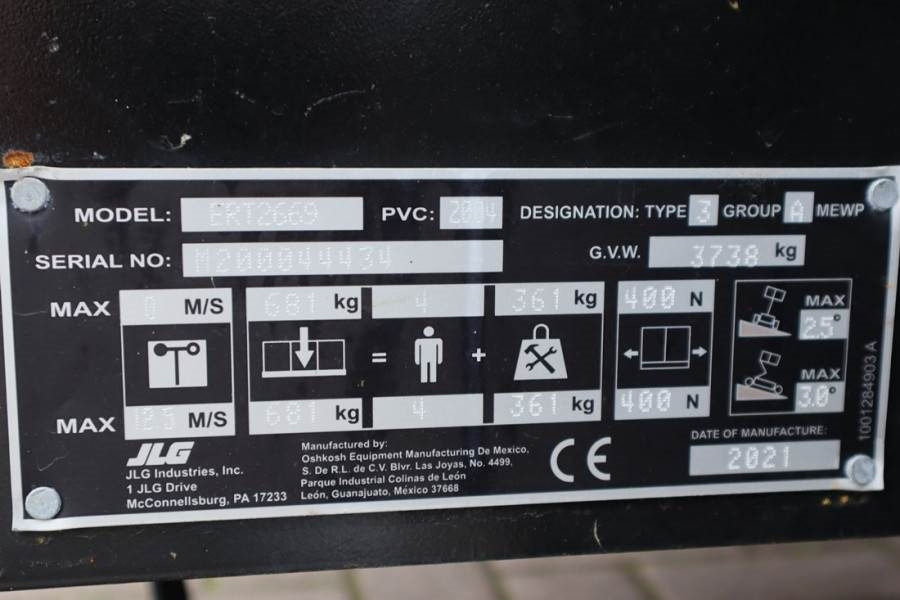 MODEL: ERT2669 PVC: 2004 DESIGNATION: TYPE 3 GROUP A MEWP
SERIAL NO: M200044434 G.V.W. 3738 kg
MAX 0 M/S 681 kg 4 361 kg 400 N MAX 2.5°
= +
MAX 3.0°
MAX 12.5 M/S 681 kg 4 361 kg 400 N
JLG
JLG Industries, Inc.
1 JLG Drive
McConnellsburg, PA 17233
Manufactured by:
Oshkosh Equipment Manufacturing De Mexico,
S. De R.L. de C.V. Blvr. Las Joyas, No. 4499,
Parque Industrial Colinas de León
León, Guanajuato, México 37668
CE
DATE OF MANUFACTURE:
2021
1001284903 A